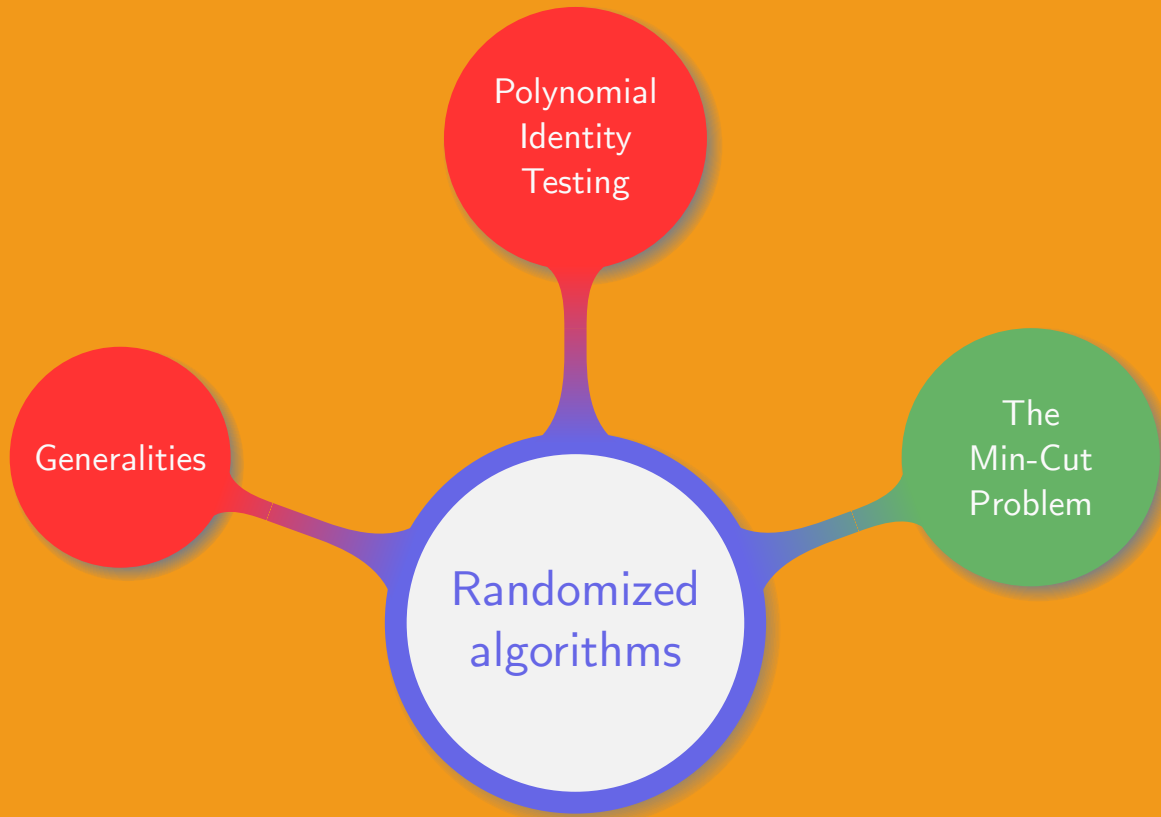 Polynomial
Identity
Testing
Generalities
The
Min-Cut
Problem
Randomized
algorithms